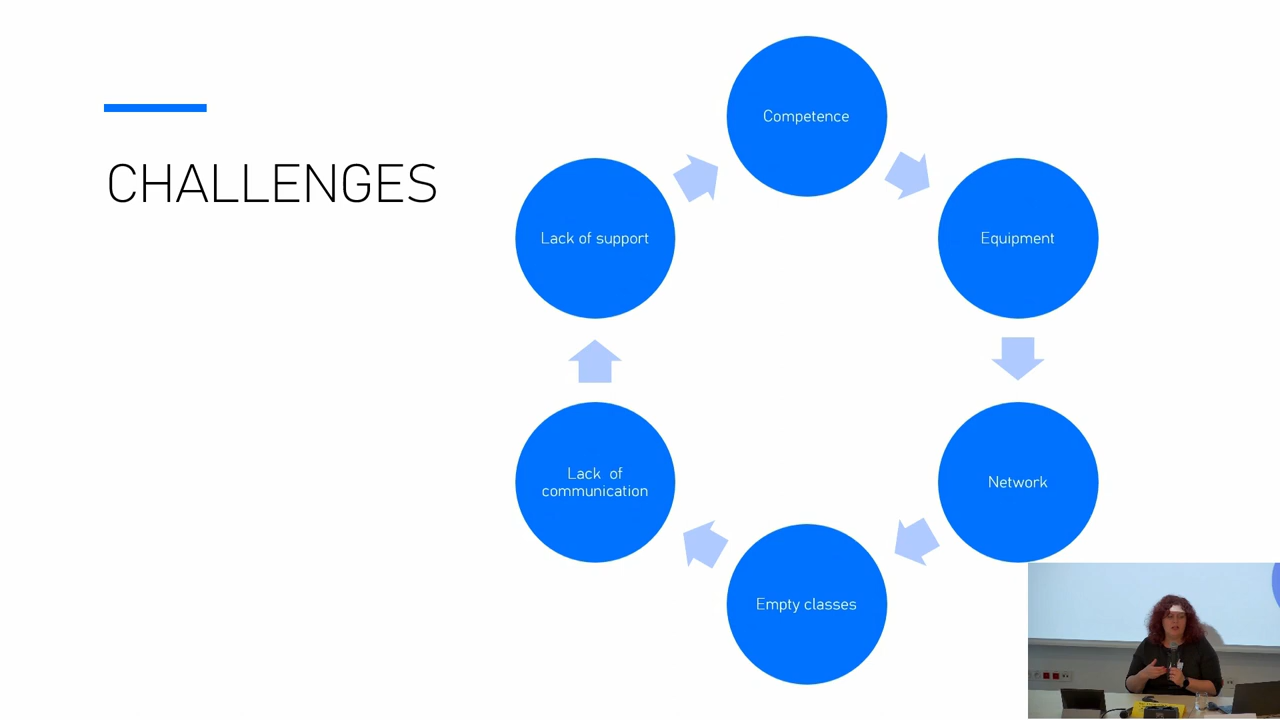 CHALLENGES
Competence
Equipment
Network
Empty classes
Lack of
communication
Lack of support